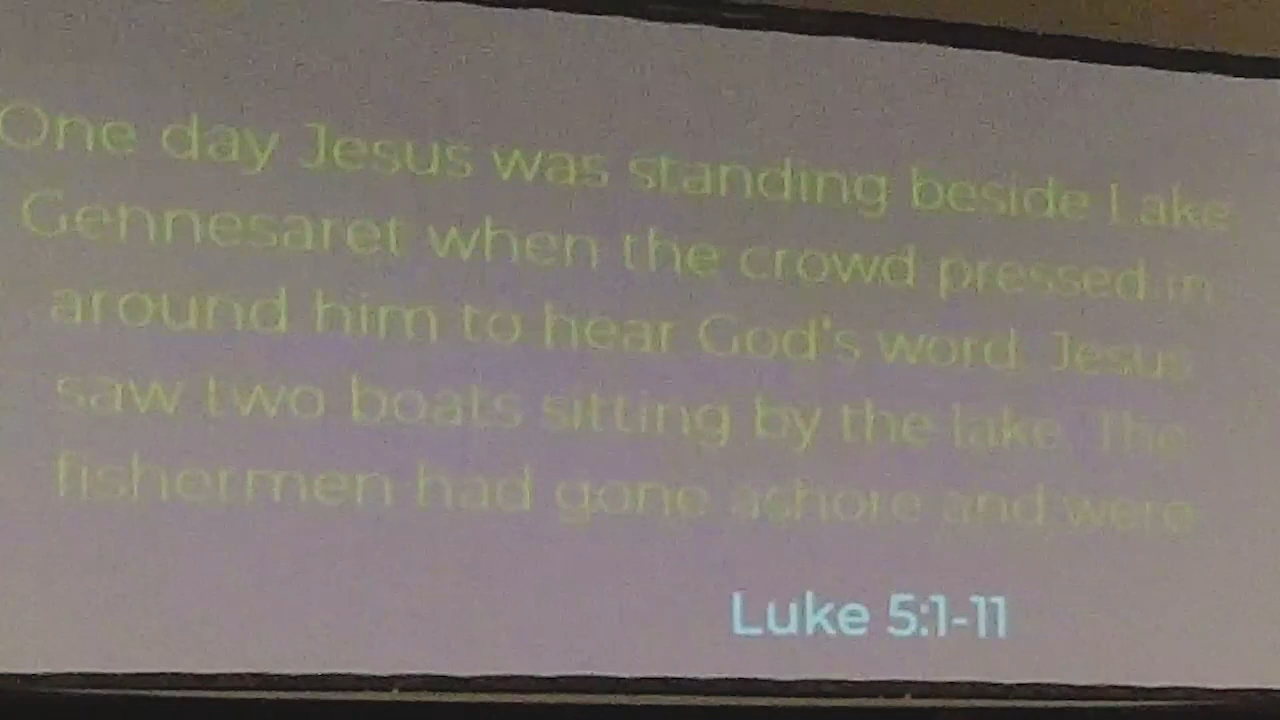 One day Jesus was standing beside Lake
Gennesaret when the crowd pressed in
around him to hear God's word. Jesus
saw two boats sitting by the lake. The
fishermen had gone ashore and were
Luke 5:1-11